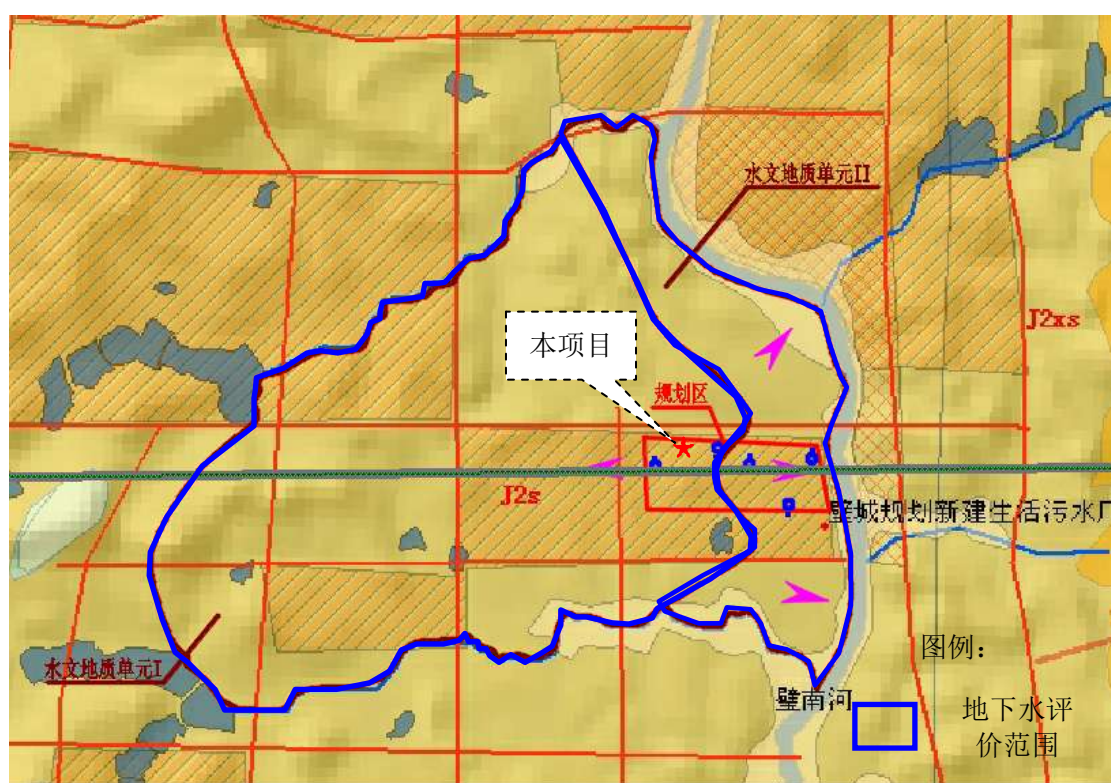 水文地质单元II
J2xs
本项目
规划区
J2s
璧城规划新建生活污水厂
水文地质单元I
璧南河
图例：
地下水评
价范围